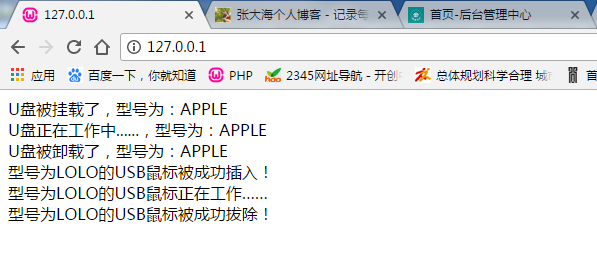 127.0.0.1
张大海个人博客 - 记录每
首页-后台管理中心
127.0.0.1
应用
百度一下，你就知道
PHP
2345网址导航 - 开创
总体规划科学合理 城
首
U盘被挂载了，型号为：APPLE
U盘正在工作中......，型号为：APPLE
U盘被卸载了，型号为：APPLE
型号为LOLO的USB鼠标被成功插入！
型号为LOLO的USB鼠标正在工作......
型号为LOLO的USB鼠标被成功拔除！